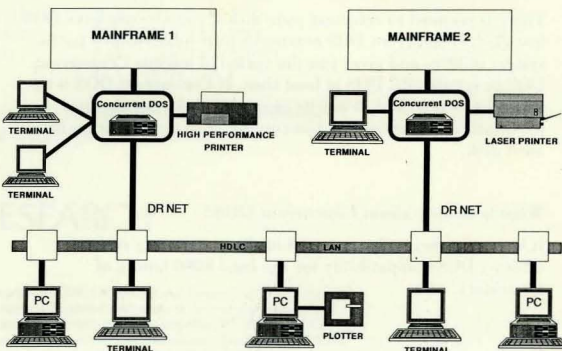 MAINFRAME 1
MAINFRAME 2
Concurrent DOS
Concurrent DOS
TERMINAL
HIGH PERFORMANCE
PRINTER
TERMINAL
LASER PRINTER
TERMINAL
DR NET
DR NET
HDLC LAN
PC
PC
PC
TERMINAL
PLOTTER
TERMINAL